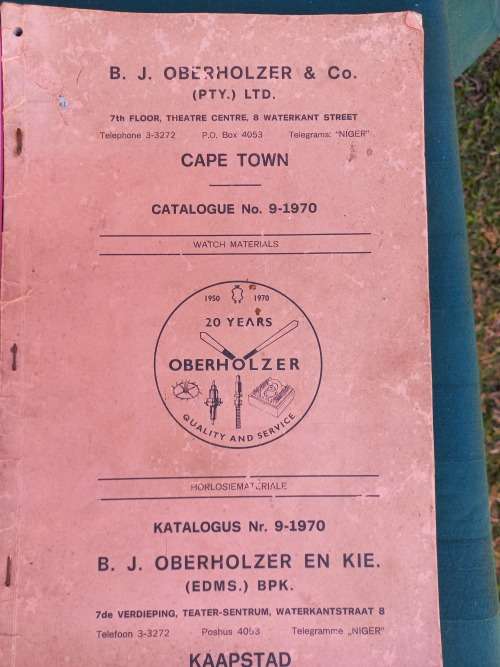 B. J. OBERHOLZER & Co.
(PTY.) LTD.
7th FLOOR, THEATRE CENTRE, 8 WATERKANT STREET
Telephone 3-3272 P.O. Box 4053 Telegrams: "NIGER"
CAPE TOWN
CATALOGUE No. 9-1970
WATCH MATERIALS
1950 1970
20 YEARS
OBERHOLZER
QUALITY AND SERVICE
HORLOSIEMATERIALE
KATALOGUS Nr. 9-1970
B. J. OBERHOLZER EN KIE.
(EDMS.) BPK.
7de VERDIEPING, TEATER-SENTRUM, WATERKANTSTRAAT 8
Telefoon 3-3272 Posbus 4053 Telegramme „NIGER"
KAAPSTAD